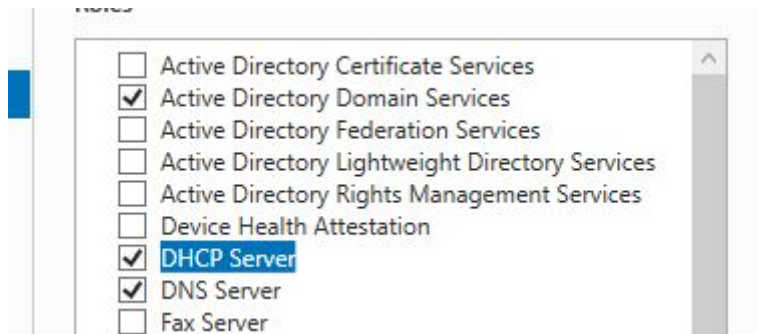 Active Directory Certificate Services
Active Directory Domain Services
Active Directory Federation Services
Active Directory Lightweight Directory Services
Active Directory Rights Management Services
Device Health Attestation
DHCP Server
DNS Server
Fax Server